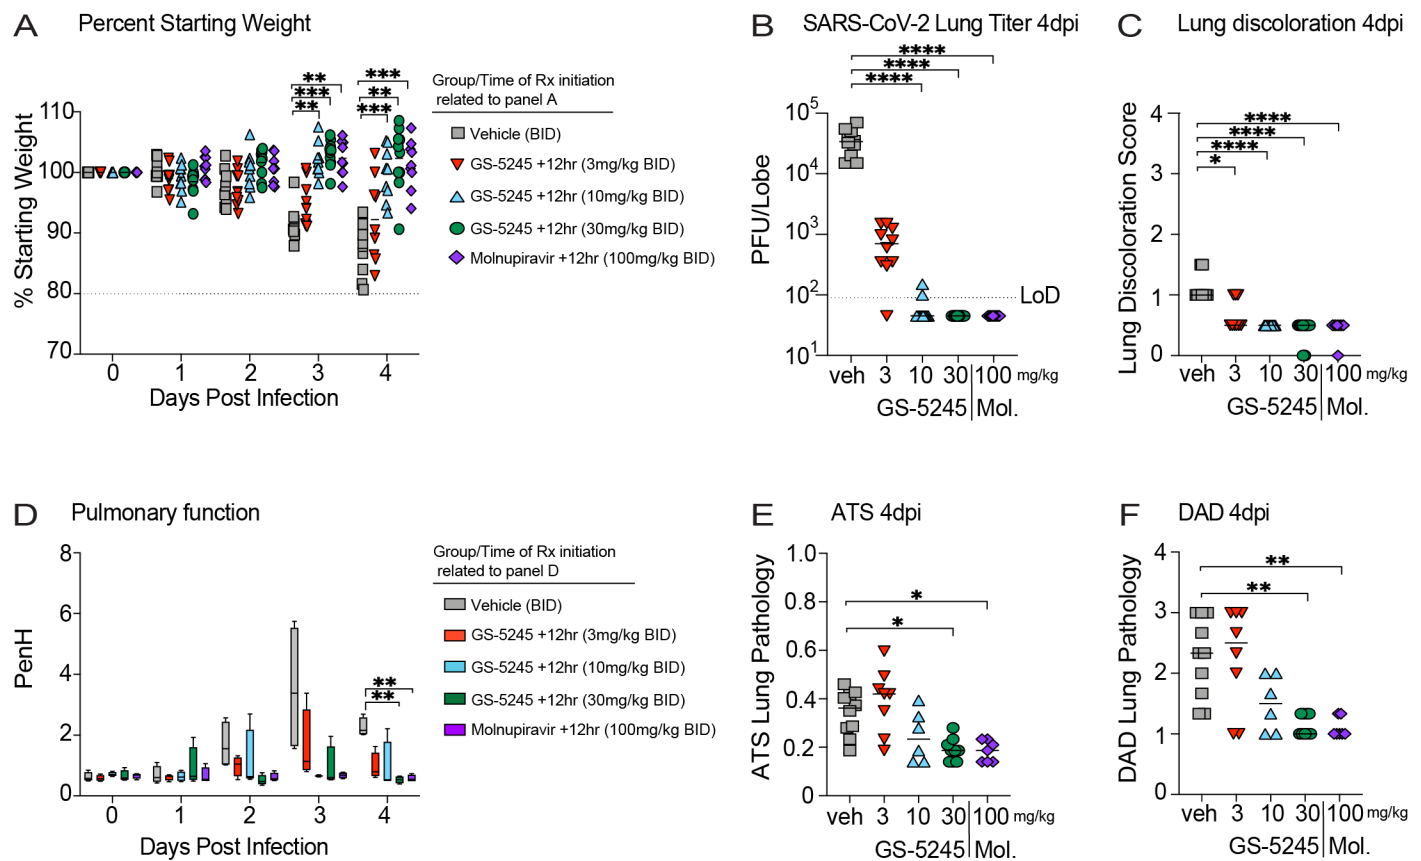 A Percent Starting Weight
** *** ** *** ** ***
% Starting Weight
110
100
90
80
70
0 1 2 3 4
Days Post Infection
Group/Time of Rx initiation
related to panel A
Vehicle (BID)
GS-5245 +12hr (3mg/kg BID)
GS-5245 +12hr (10mg/kg BID)
GS-5245 +12hr (30mg/kg BID)
Molnupiravir +12hr (100mg/kg BID)
B SARS-CoV-2 Lung Titer 4dpi
****
****
****
PFU/Lobe
10^5
10^4
10^3
10^2
10^1
LoD
veh 3 10 30 100 mg/kg
GS-5245 Mol.
C Lung discoloration 4dpi
****
****
****
*
Lung Discoloration Score
4
3
2
1
0
veh 3 10 30 100 mg/kg
GS-5245 Mol.
D Pulmonary function
PenH
8
6
4
2
0
**
**
0 1 2 3 4
Days Post Infection
Group/Time of Rx initiation
related to panel D
Vehicle (BID)
GS-5245 +12hr (3mg/kg BID)
GS-5245 +12hr (10mg/kg BID)
GS-5245 +12hr (30mg/kg BID)
Molnupiravir +12hr (100mg/kg BID)
E ATS 4dpi
*
*
ATS Lung Pathology
1.0
0.8
0.6
0.4
0.2
0
veh 3 10 30 100 mg/kg
GS-5245 Mol.
F DAD 4dpi
**
**
DAD Lung Pathology
4
3
2
1
0
veh 3 10 30 100 mg/kg
GS-5245 Mol.